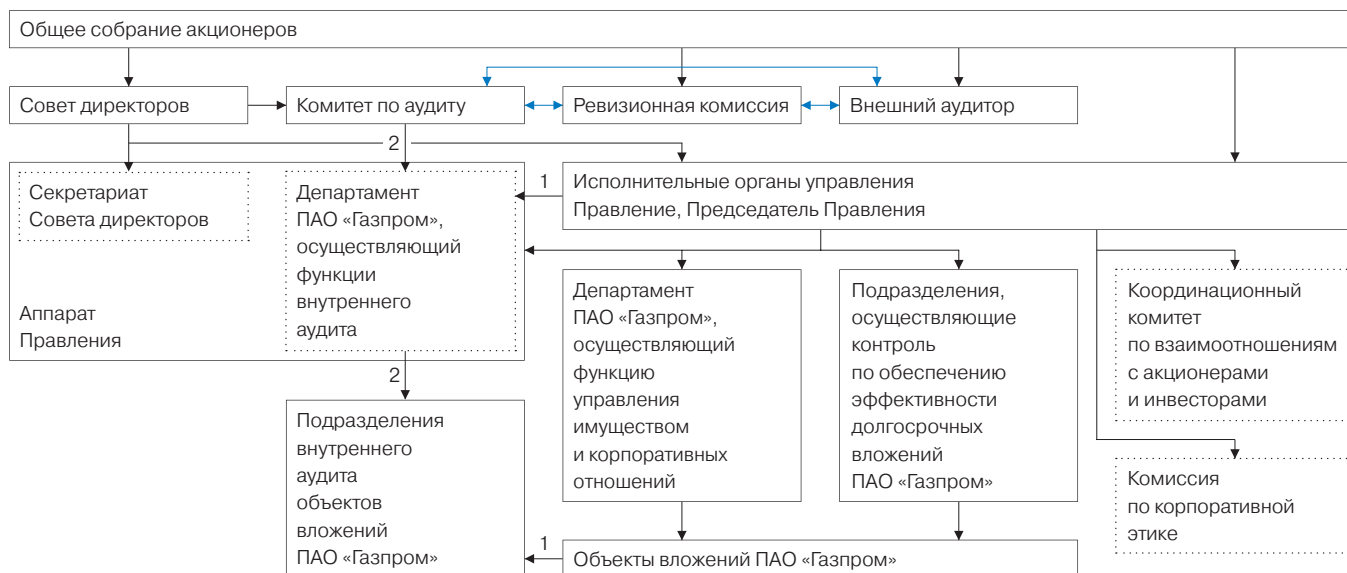 Общее собрание акционеров
Совет директоров
Комитет по аудиту
Ревизионная комиссия
Внешний аудитор
2
Секретариат
Совета директоров
Департамент
ПАО «Газпром»,
осуществляющий
функции
внутреннего
аудита
1
Исполнительные органы управления
Правление, Председатель Правления
Аппарат
Правления
Департамент
ПАО «Газпром»,
осуществляющий
функцию
управления
имуществом
и корпоративных
отношений
Подразделения,
осуществляющие
контроль
по обеспечению
эффективности
долгосрочных
вложений
ПАО «Газпром»
Координационный
комитет
по взаимоотношениям
с акционерами
и инвесторами
2
Подразделения
внутреннего
аудита
объектов
вложений
ПАО «Газпром»
Комиссия
по корпоративной
этике
1
Объекты вложений ПАО «Газпром»